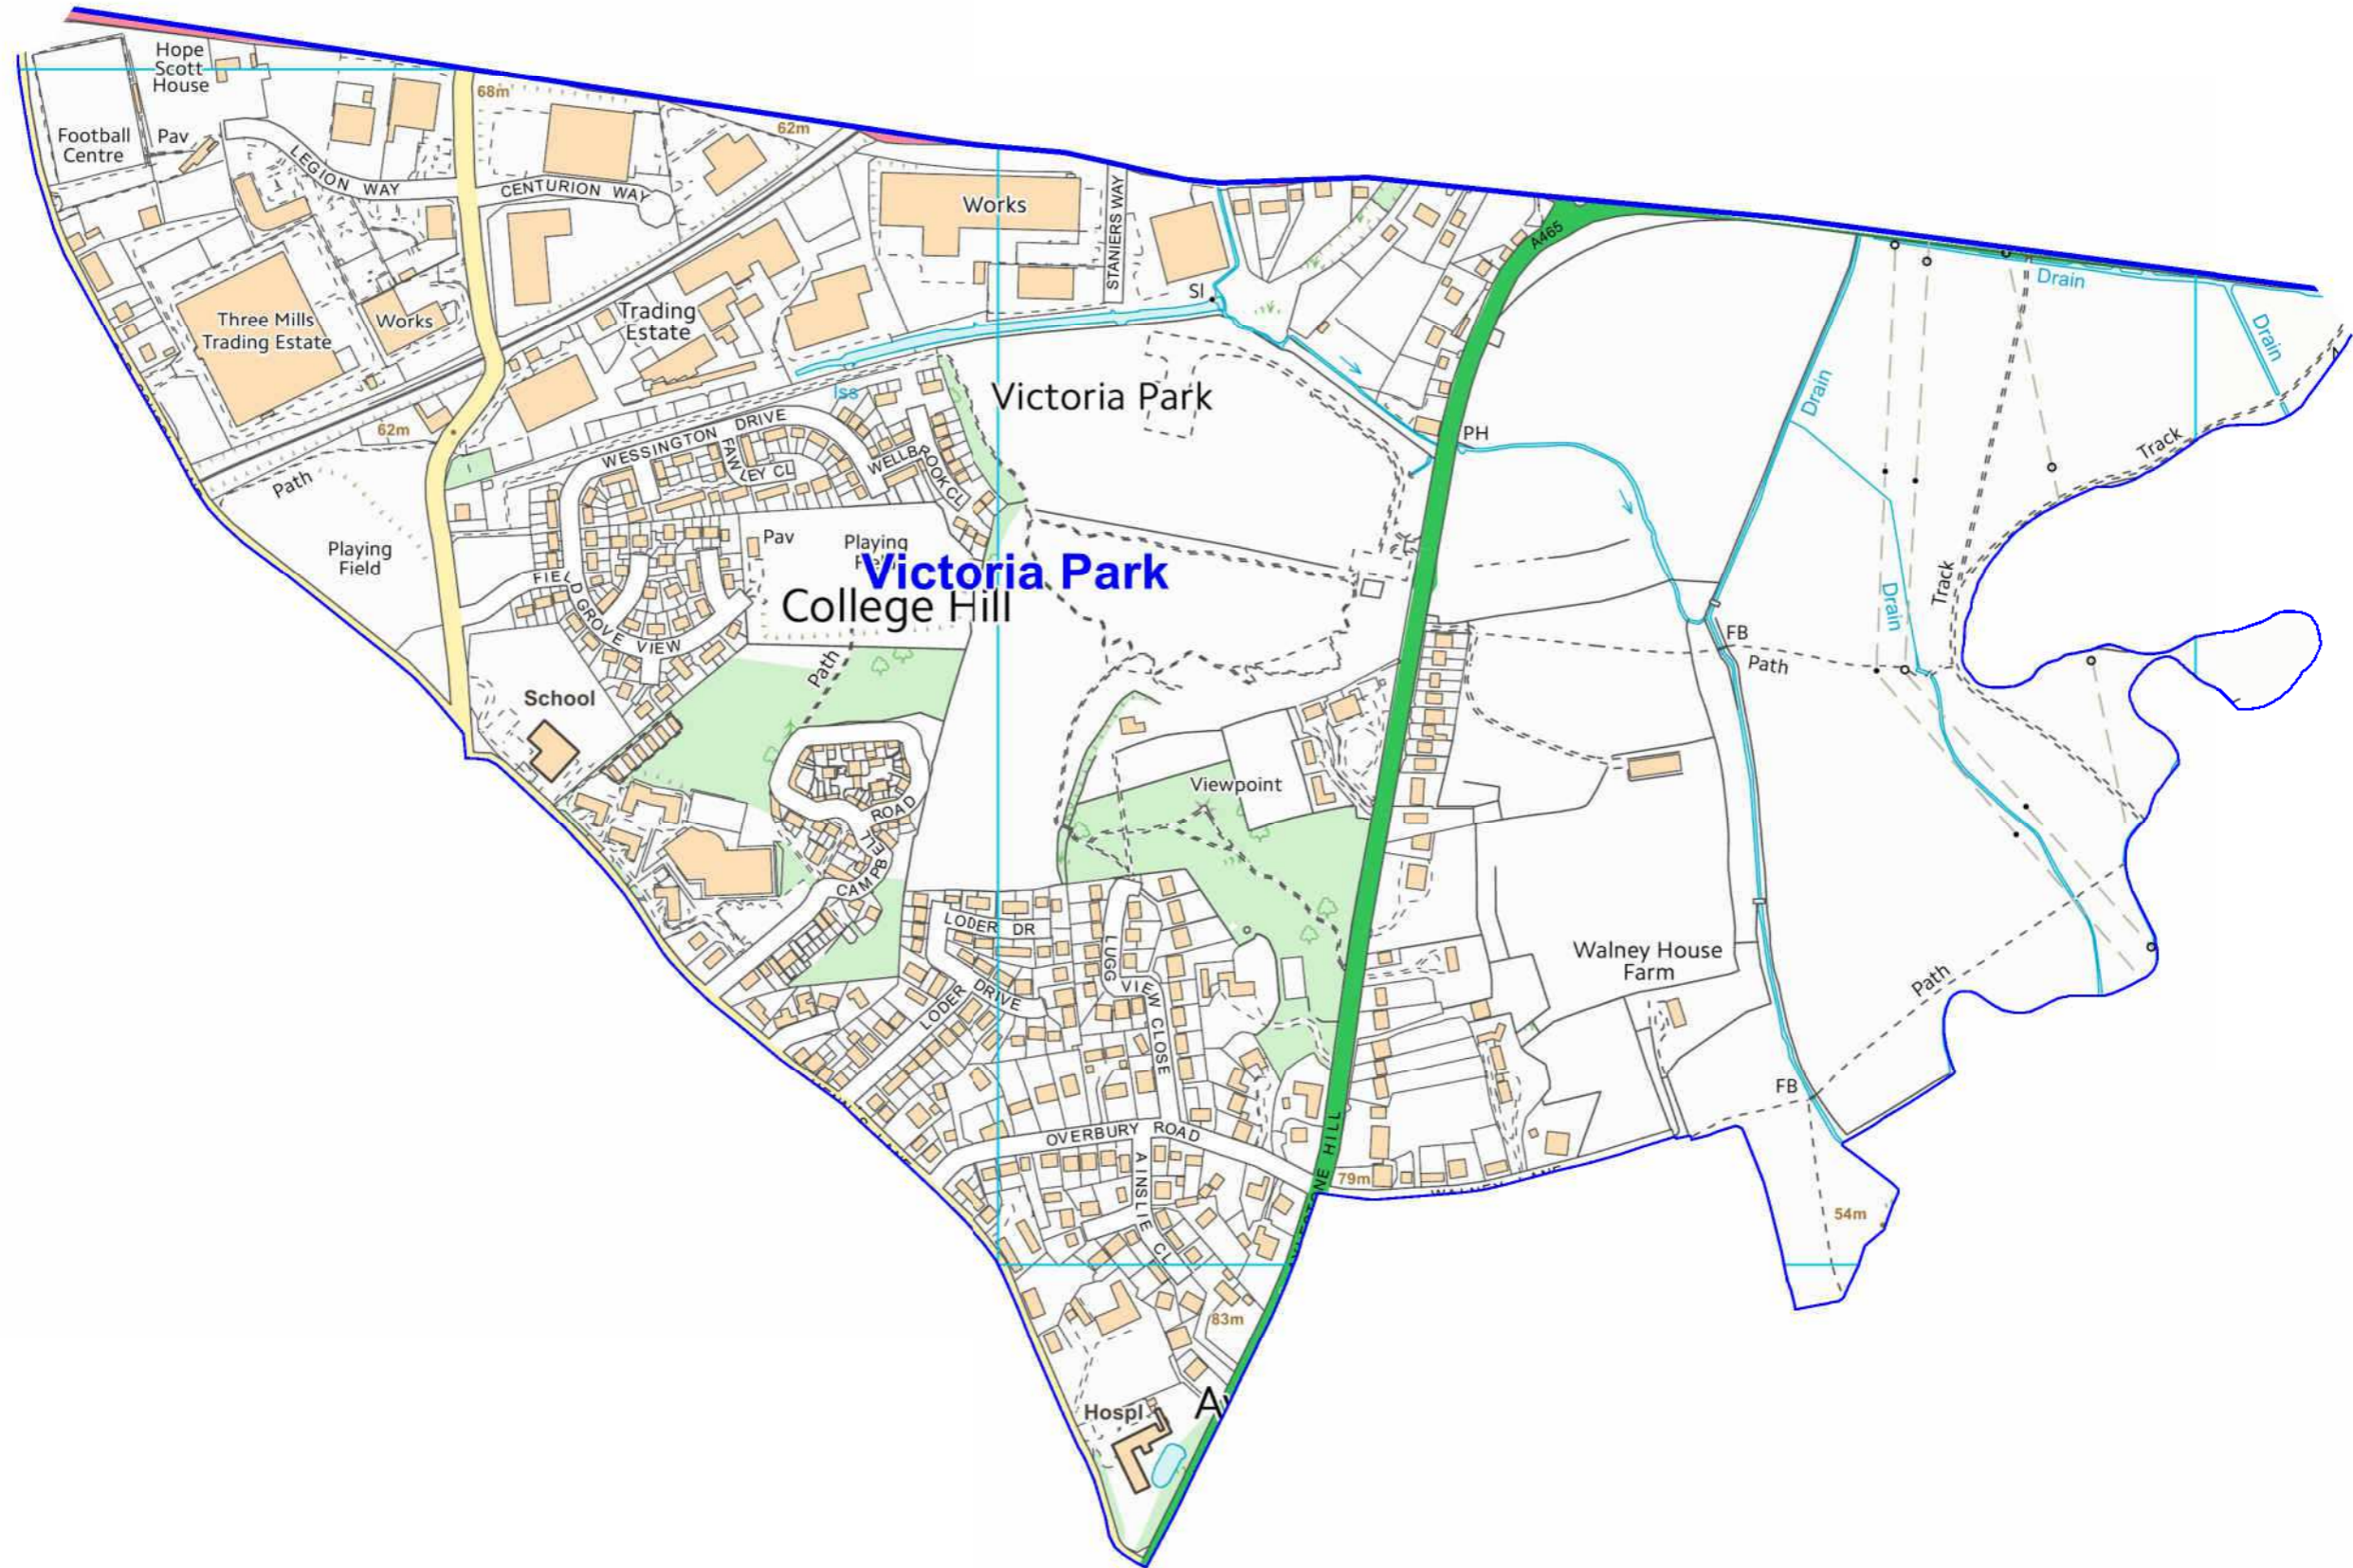 Hope
Scott
House
68m
62m
Football
Centre
Pav
LEGION WAY
CENTURION WAY
Works
STANIERS WAY
A465
Drain
Drain
SI
Three Mills
Trading Estate
Works
Trading
Estate
Iss
Victoria Park
Drain
PH
Track
62m
WESSINGTON DRIVE
FAWLEY CL
WELLBROOK CL
Path
Playing
Field
Pav
Playing
Victoria Park
College Hill
FIELDGROVE VIEW
Drain
Track
FB
Path
Path
School
Viewpoint
CAMPBELL ROAD
LODER DR
LUGG VIEW CLOSE
LODER DRIVE
Walney House
Farm
Path
FB
OVERBURY ROAD
AINSLIE CL
HILL
79m
54m
83m
Hospl
A